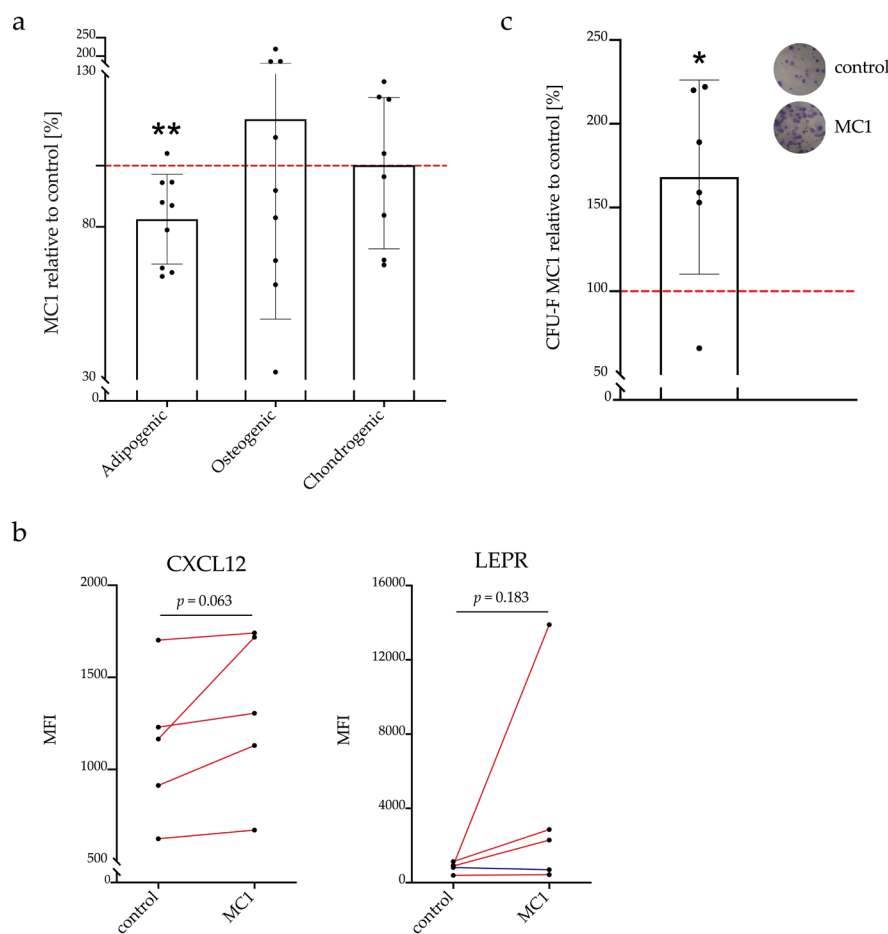 a
MC1 relative to control [%]
250
200
130
80
30
0
**
Adipogenic
Osteogenic
Chondrogenic
c
CFU-F MC1 relative to control [%]
250
200
150
100
50
0
*
control
MC1
b
CXCL12
p = 0.063
MFI
2000
1500
1000
500
0
control
MC1
LEPR
p = 0.183
MFI
16000
12000
8000
4000
0
control
MC1